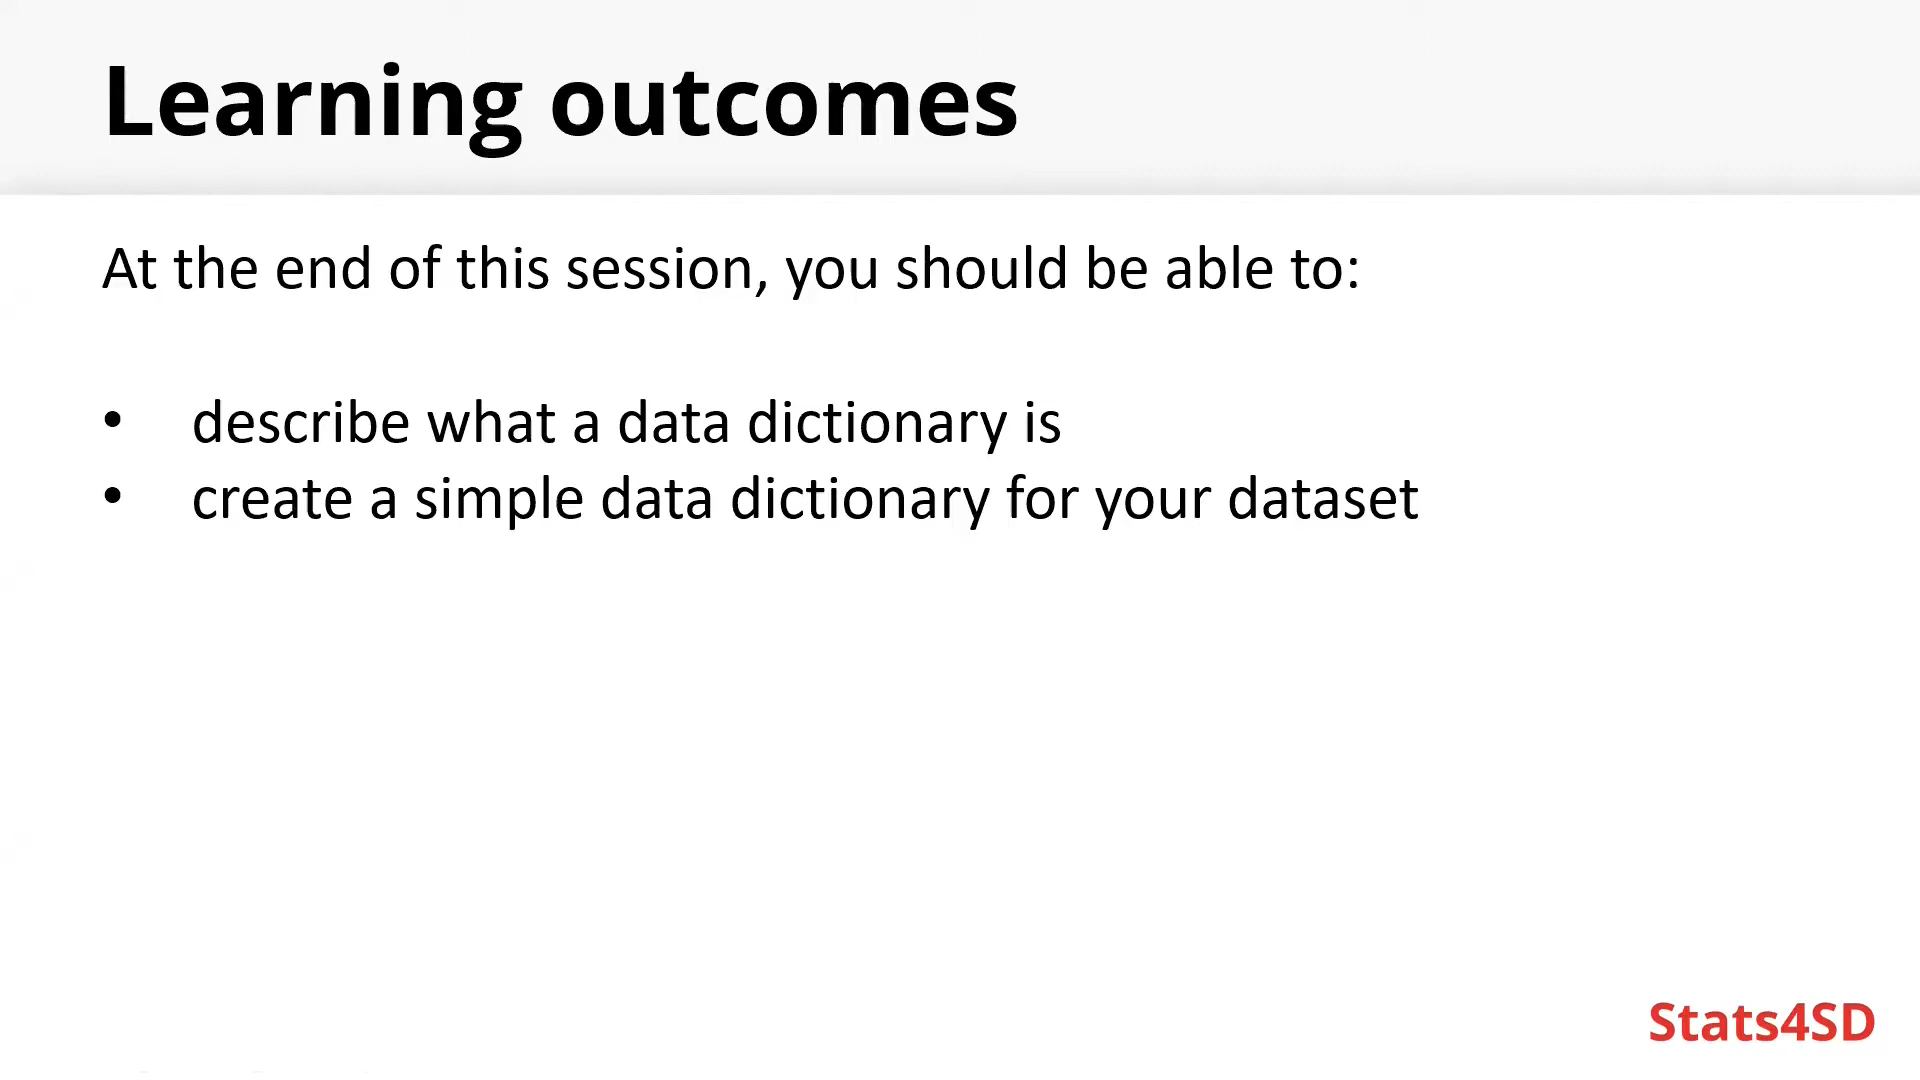 Learning outcomes
At the end of this session, you should be able to:
• describe what a data dictionary is
• create a simple data dictionary for your dataset
Stats4SD